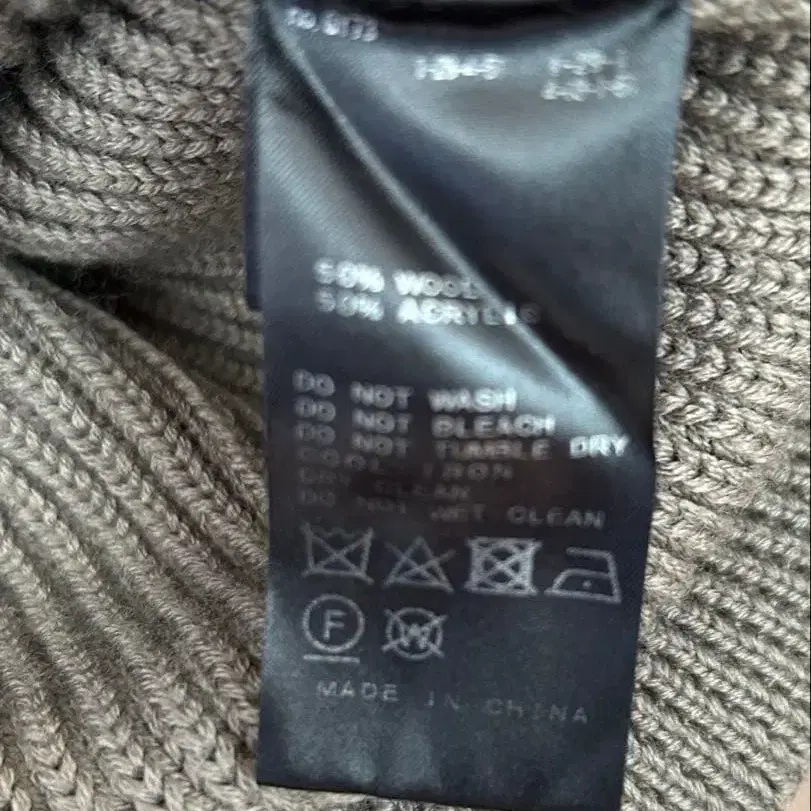 50% WOOL
50% ACRYLIC
DO NOT WASH
DO NOT BLEACH
DO NOT TUMBLE DRY
COOL IRON
DRY CLEAN
DO NOT WET CLEAN
F W
MADE IN CHINA